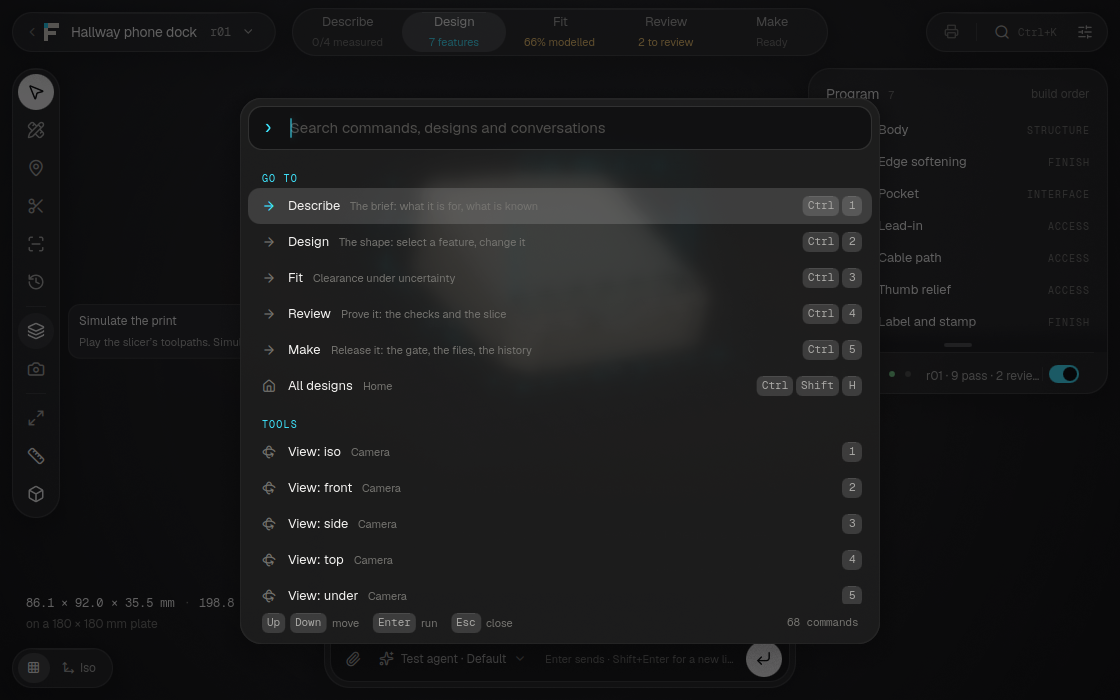 Hallway phone dock r01
Describe
0/4 measured
Design
7 features
Fit
66% modelled
Review
2 to review
Make
Ready
Ctrl+K
Program 7 build order
Body STRUCTURE
Edge softening FINISH
Pocket INTERFACE
Lead-in ACCESS
Cable path ACCESS
Thumb relief ACCESS
Label and stamp FINISH
r01 · 9 pass · 2 revie…
Simulate the print
Play the slicer's toolpaths. Simu
Search commands, designs and conversations
GO TO
Describe The brief: what it is for, what is known Ctrl 1
Design The shape: select a feature, change it Ctrl 2
Fit Clearance under uncertainty Ctrl 3
Review Prove it: the checks and the slice Ctrl 4
Make Release it: the gate, the files, the history Ctrl 5
All designs Home Ctrl Shift H
TOOLS
View: iso Camera 1
View: front Camera 2
View: side Camera 3
View: top Camera 4
View: under Camera 5
Up Down move Enter run Esc close 68 commands
86.1 × 92.0 × 35.5 mm · 198.8
on a 180 × 180 mm plate
Iso
Test agent · Default Enter sends · Shift+Enter for a new li…